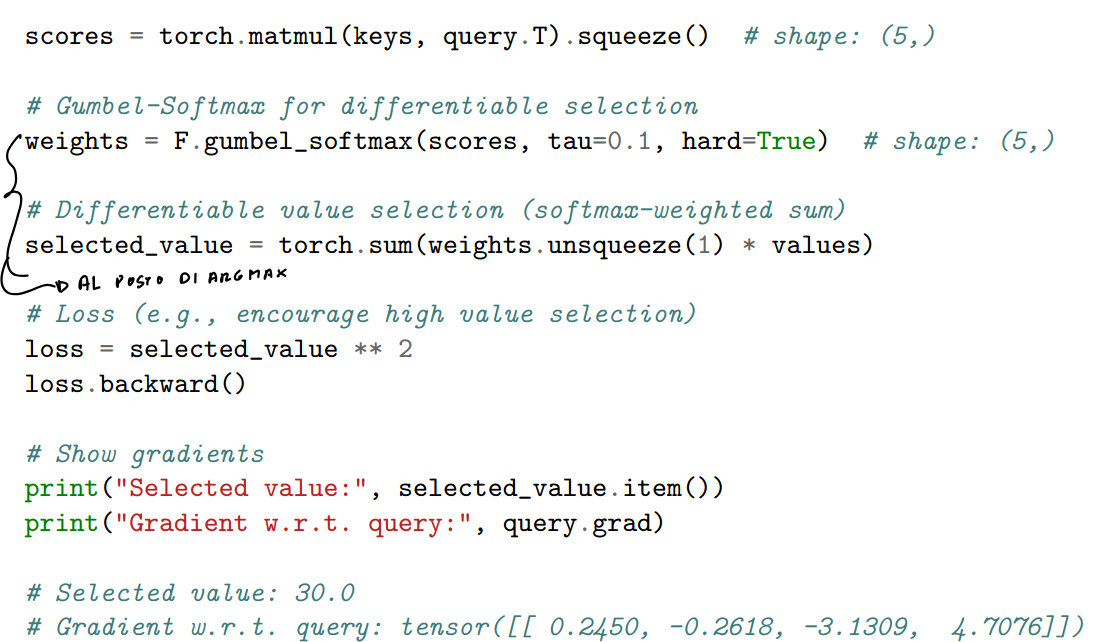 scores = torch.matmul(keys, query.T).squeeze()  # shape: (5,)
# Gumbel-Softmax for differentiable selection
weights = F.gumbel_softmax(scores, tau=0.1, hard=True)  # shape: (5,)
# Differentiable value selection (softmax-weighted sum)
selected_value = torch.sum(weights.unsqueeze(1) * values)
AL POSTO DI ARGMAX
# Loss (e.g., encourage high value selection)
loss = selected_value ** 2
loss.backward()
# Show gradients
print("Selected value:", selected_value.item())
print("Gradient w.r.t. query:", query.grad)
# Selected value: 30.0
# Gradient w.r.t. query: tensor([[ 0.2450, -0.2618, -3.1309,  4.7076]])